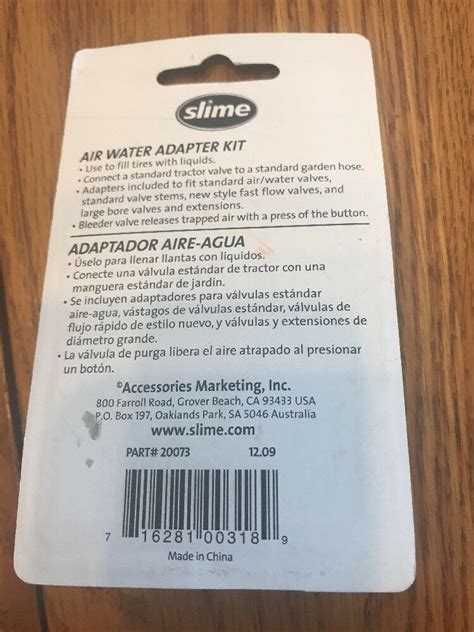 slime
AIR WATER ADAPTER KIT
• Use to fill tires with liquids.
• Connect a standard tractor valve to a standard garden hose.
• Adapters included to fit standard air/water valves,
standard valve stems, new style fast flow valves, and
large bore valves and extensions.
• Bleeder valve releases trapped air with a press of the button.
ADAPTADOR AIRE-AGUA
• Úselo para llenar llantas con líquidos.
• Conecte una válvula estándar de tractor con una
manguera estándar de jardín.
• Se incluyen adaptadores para válvulas estándar
aire-agua, vástagos de válvulas estándar, válvulas de
flujo rápido de estilo nuevo, y válvulas y extensiones de
diámetro grande.
• La válvula de purga libera el aire atrapado al presionar
un botón.
©Accessories Marketing, Inc.
800 Farroll Road, Grover Beach, CA 93433 USA
P.O. Box 197, Oaklands Park, SA 5046 Australia
www.slime.com
PART# 20073 12.09
7 16281 00318 9
Made in China